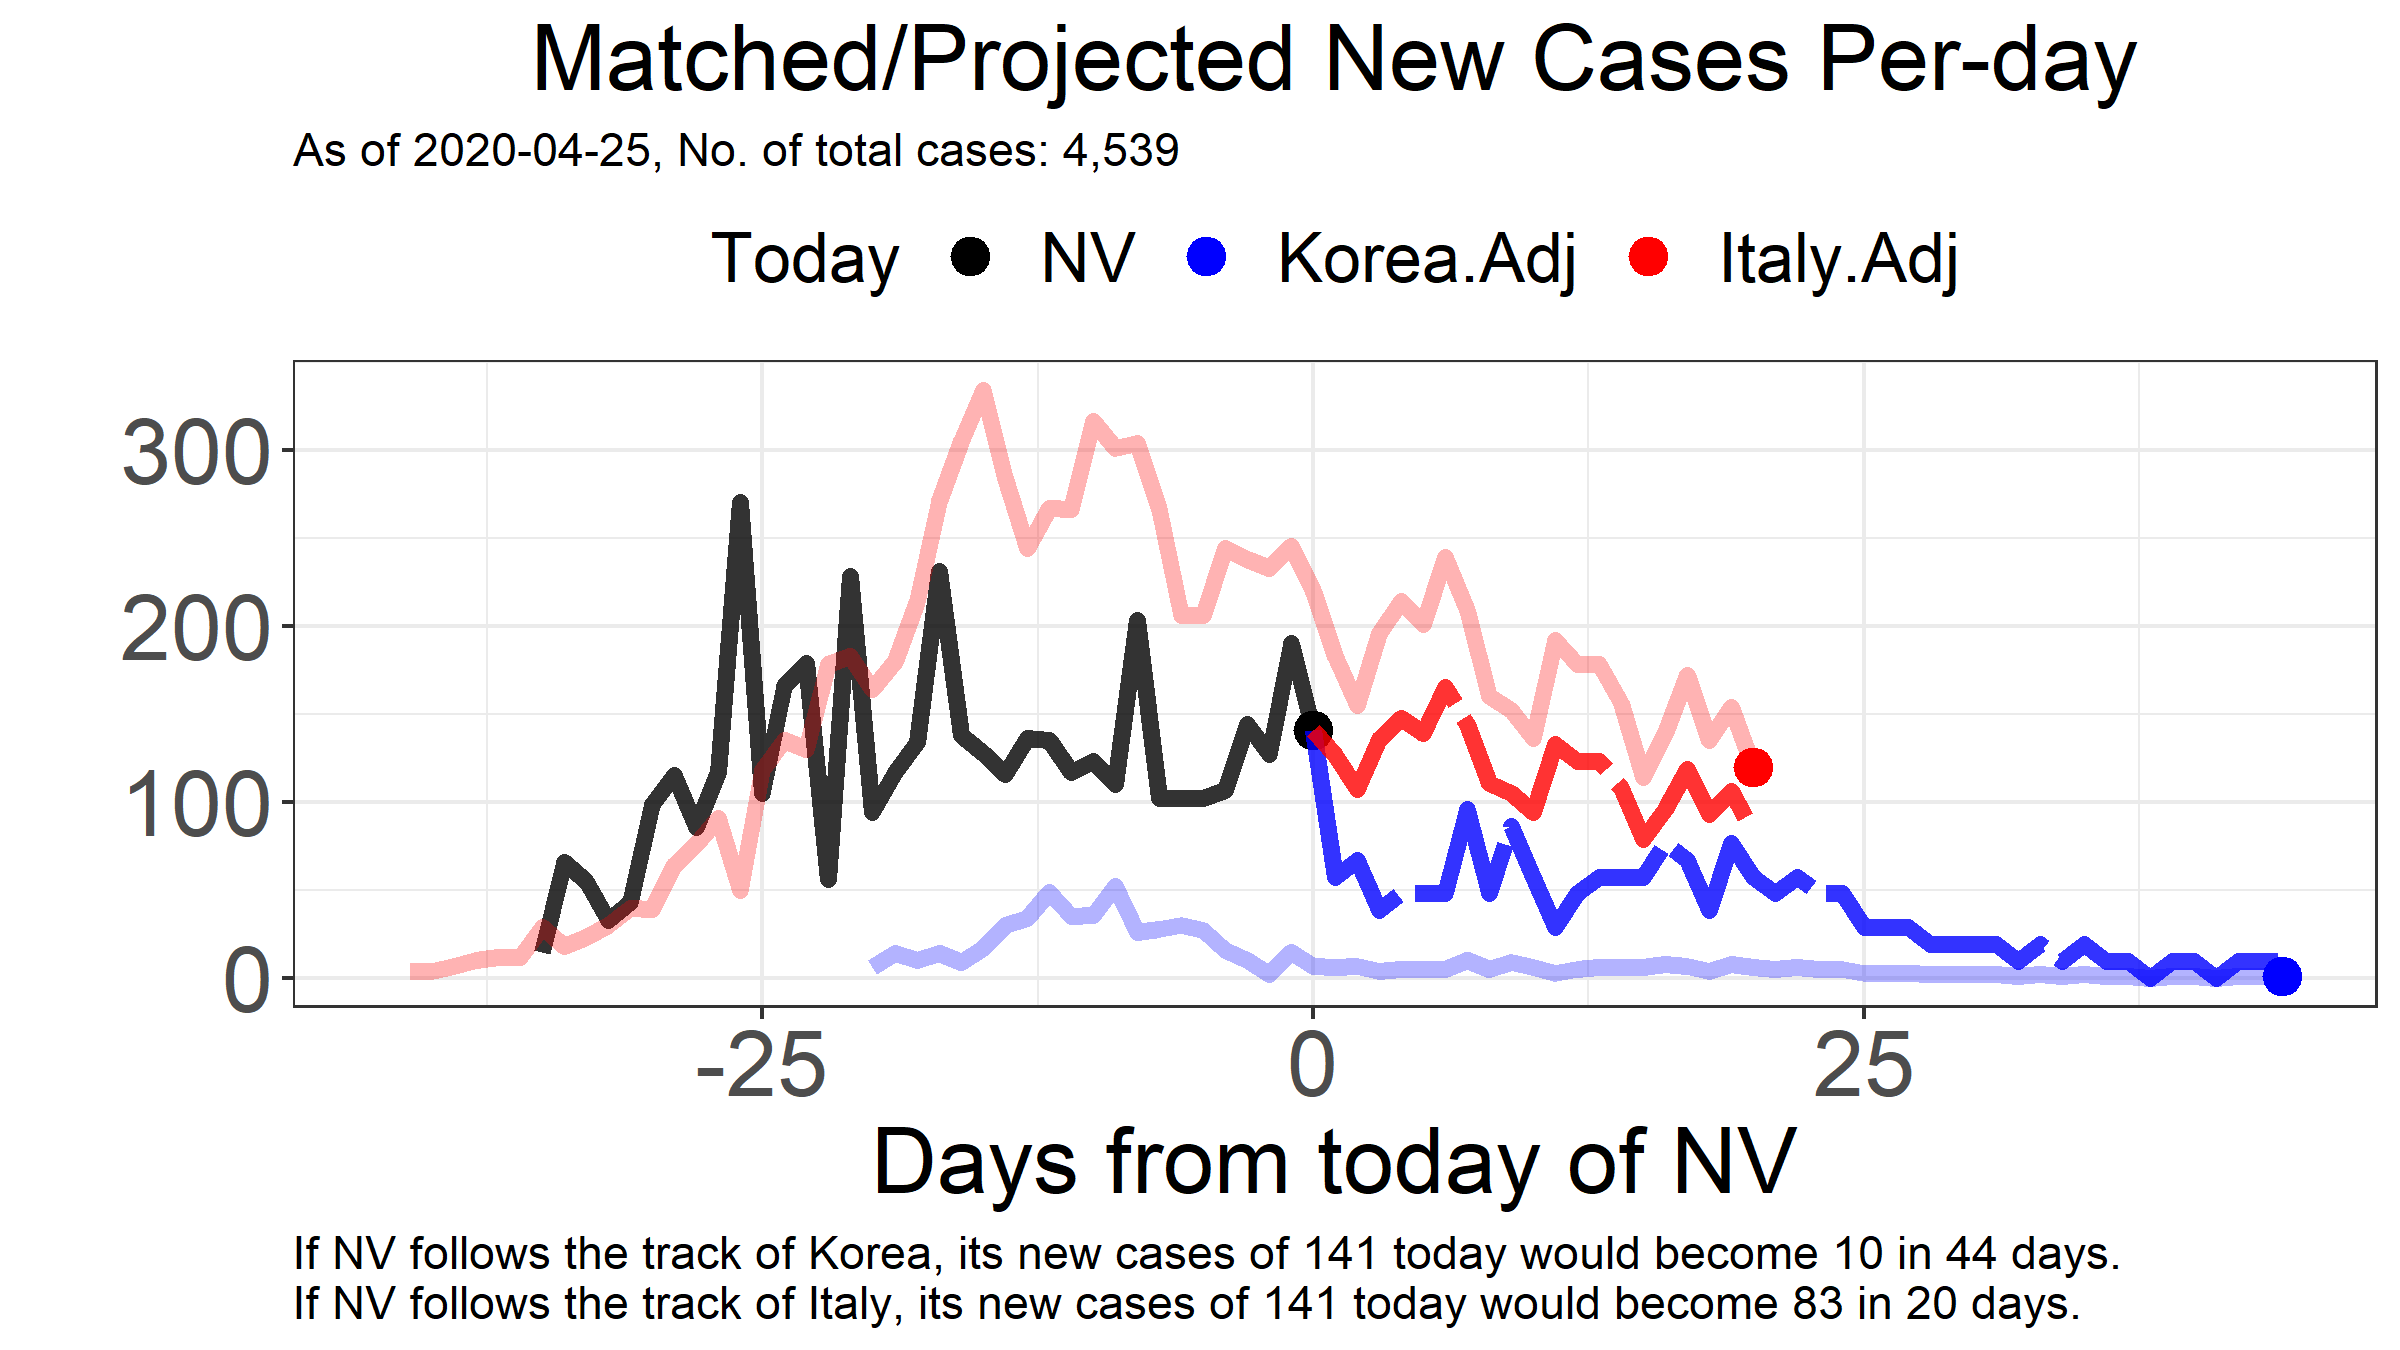 Matched/Projected New Cases Per-day
As of 2020-04-25, No. of total cases: 4,539
Today NV Korea.Adj Italy.Adj
300
200
100
0
-25 0 25
Days from today of NV
If NV follows the track of Korea, its new cases of 141 today would become 10 in 44 days.
If NV follows the track of Italy, its new cases of 141 today would become 83 in 20 days.